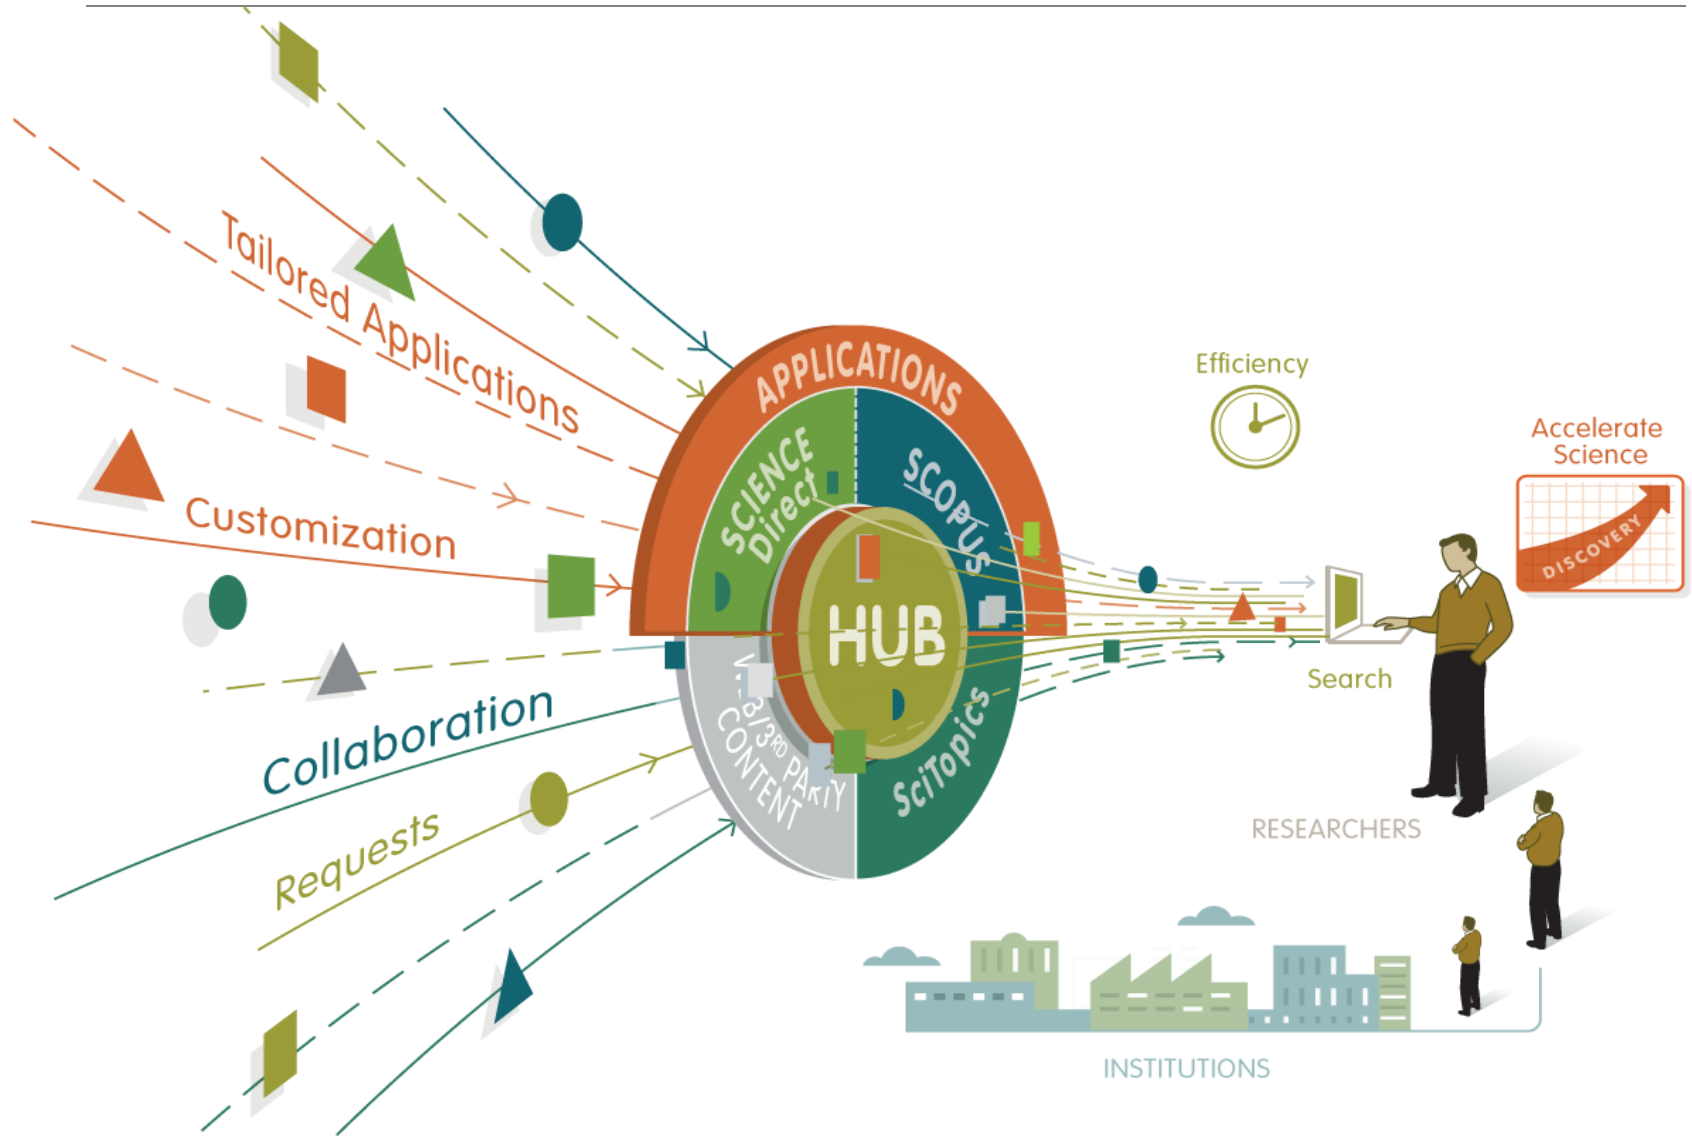 Tailored Applications
Customization
Collaboration
Requests
APPLICATIONS
SCIENCE
Direct
SCOPUS
HUB
WEB/3RD PARTY
CONTENT
SciTopics
Efficiency
Accelerate
Science
DISCOVERY
Search
RESEARCHERS
INSTITUTIONS